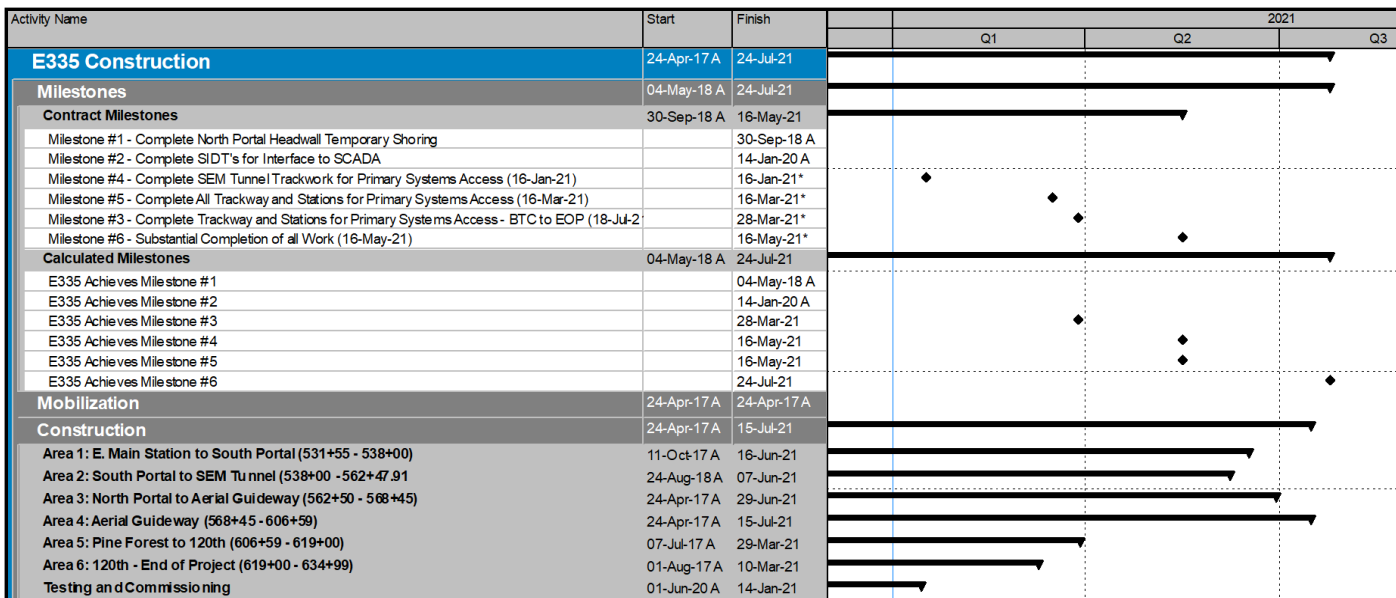 Activity Name Start Finish 2021
Q1 Q2 Q3
E335 Construction 24-Apr-17 A 24-Jul-21
Milestones 04-May-18 A 24-Jul-21
Contract Milestones 30-Sep-18 A 16-May-21
Milestone #1 - Complete North Portal Headwall Temporary Shoring 30-Sep-18 A
Milestone #2 - Complete SIDT's for Interface to SCADA 14-Jan-20 A
Milestone #4 - Complete SEM Tunnel Trackwork for Primary Systems Access (16-Jan-21) 16-Jan-21*
Milestone #5 - Complete All Trackway and Stations for Primary Systems Access (16-Mar-21) 16-Mar-21*
Milestone #3 - Complete Trackway and Stations for Primary Systems Access - BTC to EOP (18-Jul-2 28-Mar-21*
Milestone #6 - Substantial Completion of all Work (16-May-21) 16-May-21*
Calculated Milestones 04-May-18 A 24-Jul-21
E335 Achieves Milestone #1 04-May-18 A
E335 Achieves Milestone #2 14-Jan-20 A
E335 Achieves Milestone #3 28-Mar-21
E335 Achieves Milestone #4 16-May-21
E335 Achieves Milestone #5 16-May-21
E335 Achieves Milestone #6 24-Jul-21
Mobilization 24-Apr-17 A 24-Apr-17 A
Construction 24-Apr-17 A 15-Jul-21
Area 1: E. Main Station to South Portal (531+55 - 538+00) 11-Oct-17 A 16-Jun-21
Area 2: South Portal to SEM Tunnel (538+00 - 562+47.91 24-Aug-18 A 07-Jun-21
Area 3: North Portal to Aerial Guideway (562+50 - 568+45) 24-Apr-17 A 29-Jun-21
Area 4: Aerial Guideway (568+45 - 606+59) 24-Apr-17 A 15-Jul-21
Area 5: Pine Forest to 120th (606+59 - 619+00) 07-Jul-17 A 29-Mar-21
Area 6: 120th - End of Project (619+00 - 634+99) 01-Aug-17 A 10-Mar-21
Testing and Commissioning 01-Jun-20 A 14-Jan-21